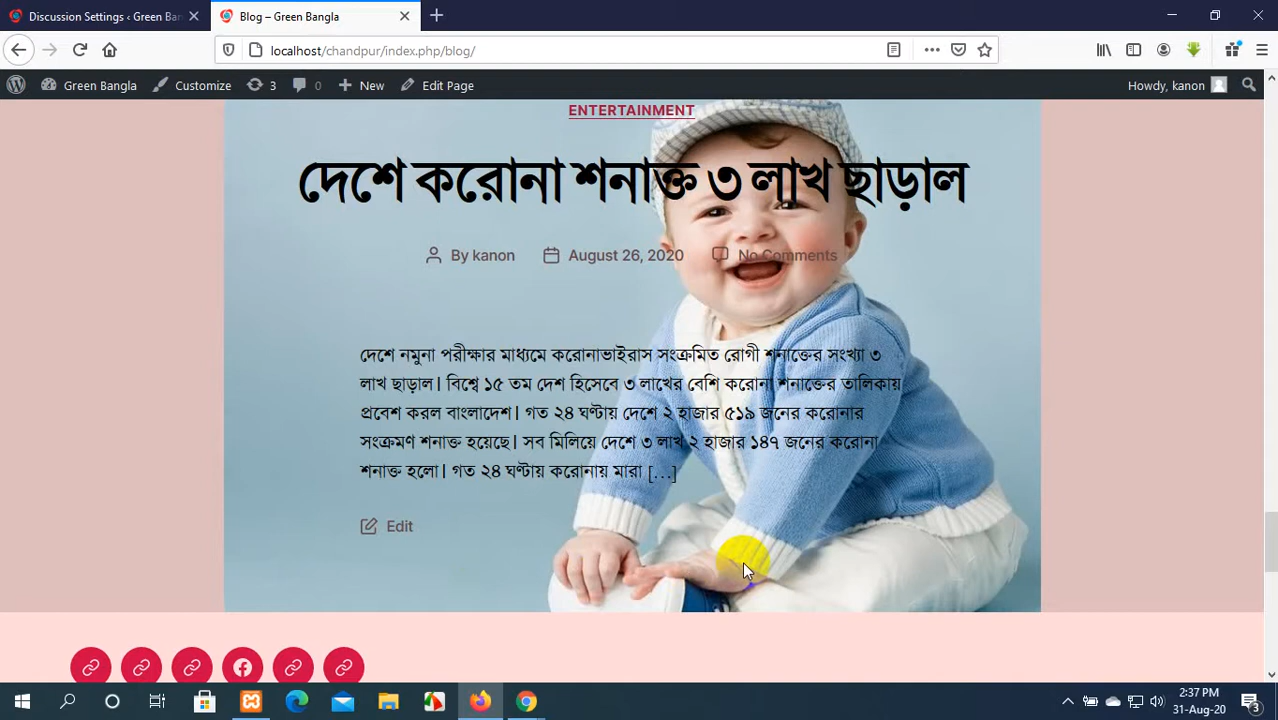 Discussion Settings ‹ Green Ban
Blog – Green Bangla
localhost/chandpur/index.php/blog/
Green Bangla
Customize
3
0
New
Edit Page
Howdy, kanon
ENTERTAINMENT
দেশে করোনা শনাক্ত ৩ লাখ ছাড়াল
By kanon
August 26, 2020
No Comments
দেশে নমুনা পরীক্ষার মাধ্যমে করোনাভাইরাস সংক্রমিত রোগী শনাক্তের সংখ্যা ৩
লাখ ছাড়াল। বিশ্বে ১৫ তম দেশ হিসেবে ৩ লাখের বেশি করোনা শনাক্তের তালিকায়
প্রবেশ করল বাংলাদেশ। গত ২৪ ঘণ্টায় দেশে ২ হাজার ৫১৯ জনের করোনার
সংক্রমণ শনাক্ত হয়েছে। সব মিলিয়ে দেশে ৩ লাখ ২ হাজার ১৪৭ জনের করোনা
শনাক্ত হলো। গত ২৪ ঘণ্টায় করোনায় মারা […]
Edit
2:37 PM
31-Aug-20
3